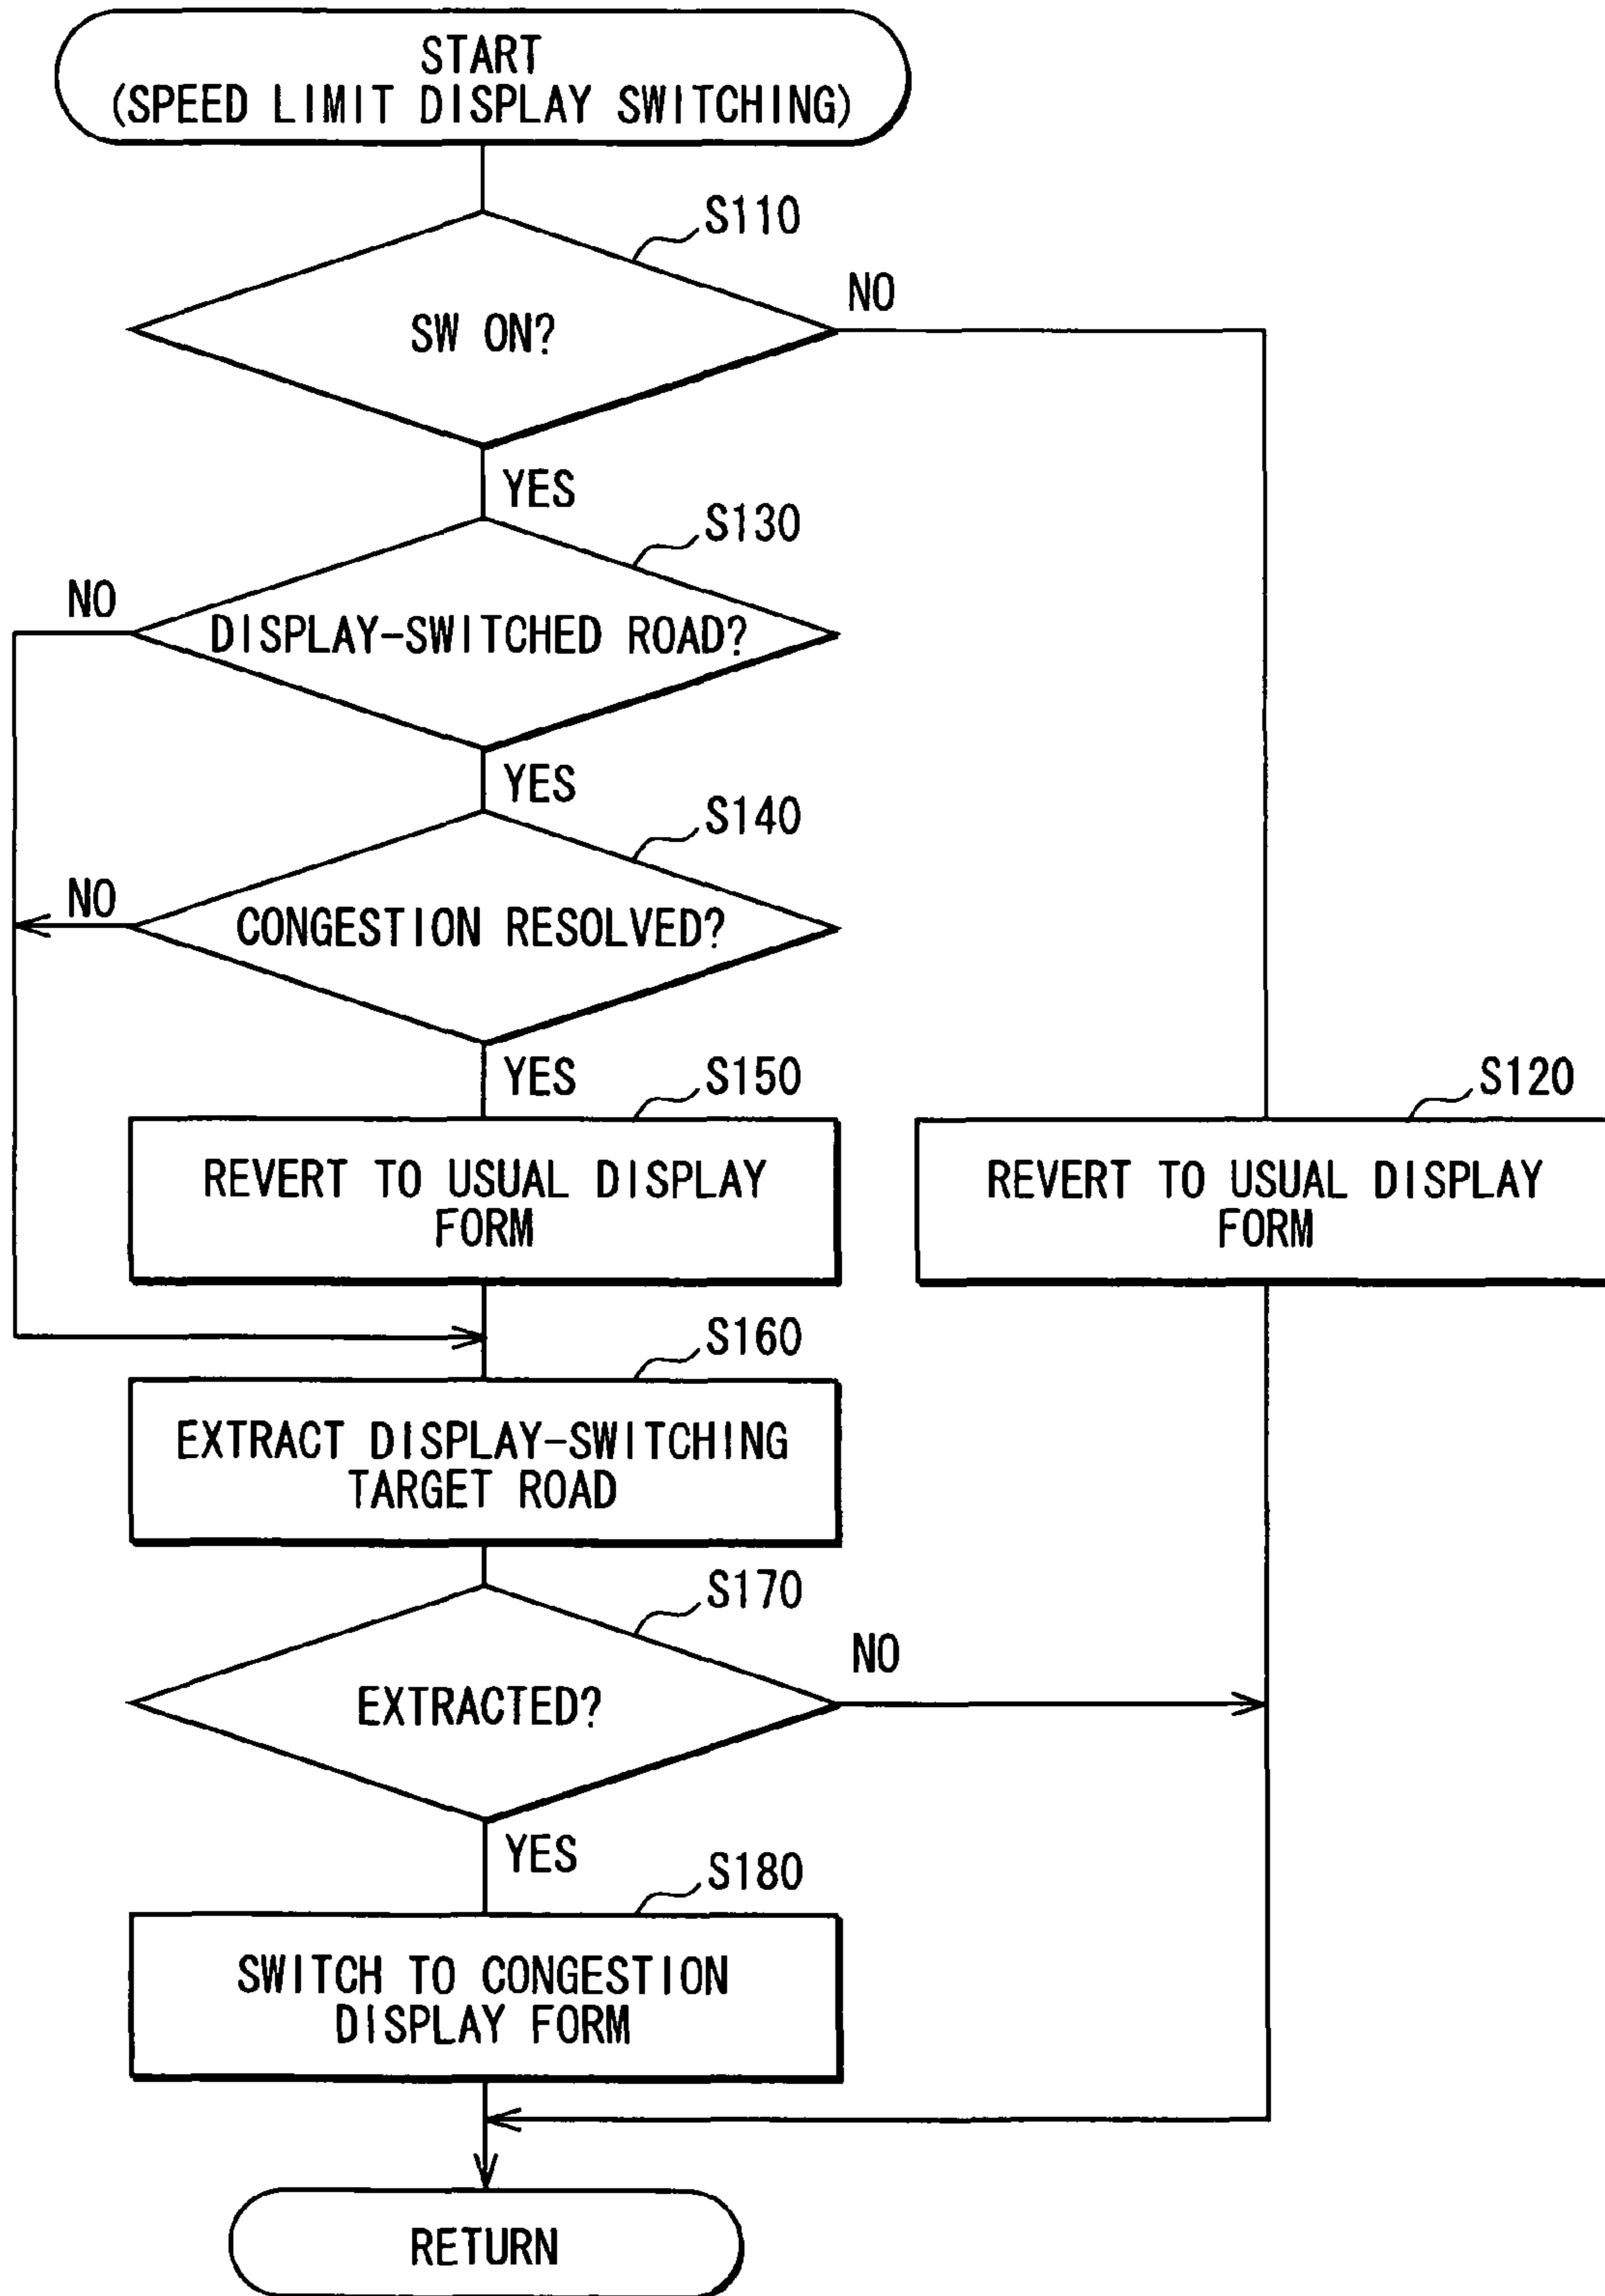 START
(SPEED LIMIT DISPLAY SWITCHING)
S110
SW ON?
NO
YES
S130
DISPLAY-SWITCHED ROAD?
NO
YES
S140
CONGESTION RESOLVED?
NO
YES
S150
REVERT TO USUAL DISPLAY
FORM
S120
REVERT TO USUAL DISPLAY
FORM
S160
EXTRACT DISPLAY-SWITCHING
TARGET ROAD
S170
EXTRACTED?
NO
YES
S180
SWITCH TO CONGESTION
DISPLAY FORM
RETURN